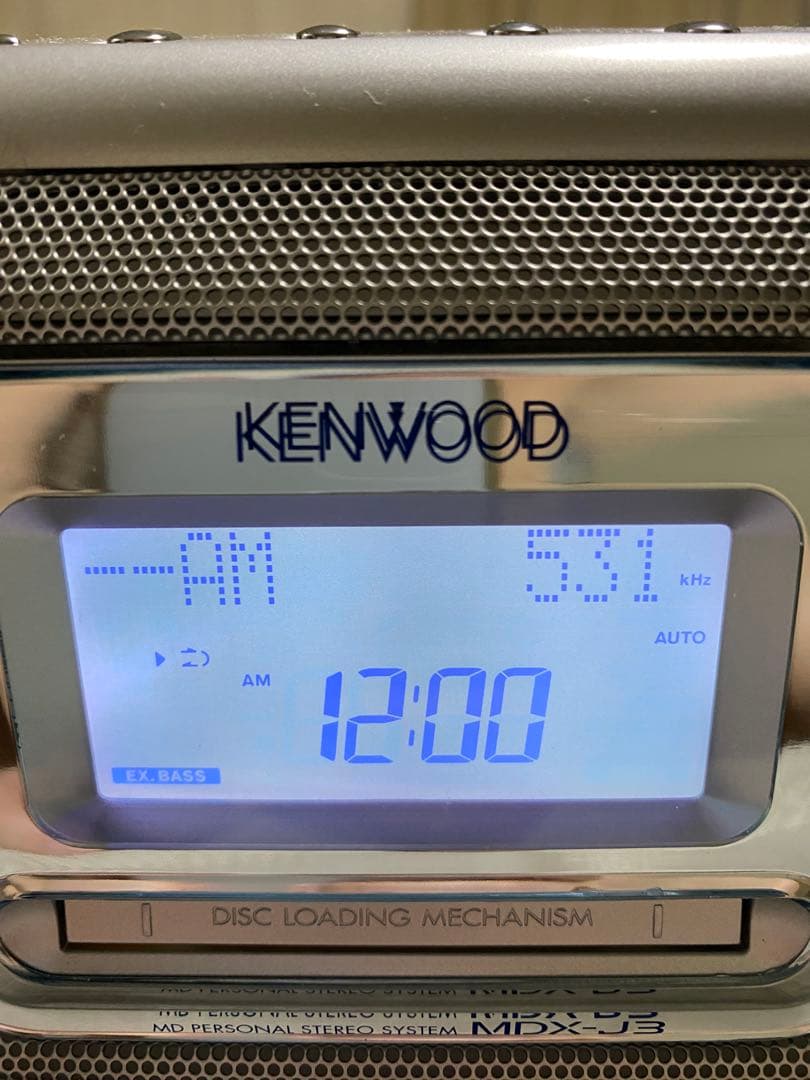 KENWOOD
--AM 531 kHz
AUTO
AM 12:00
EX. BASS
DISC LOADING MECHANISM
MD PERSONAL STEREO SYSTEM MDX-J3